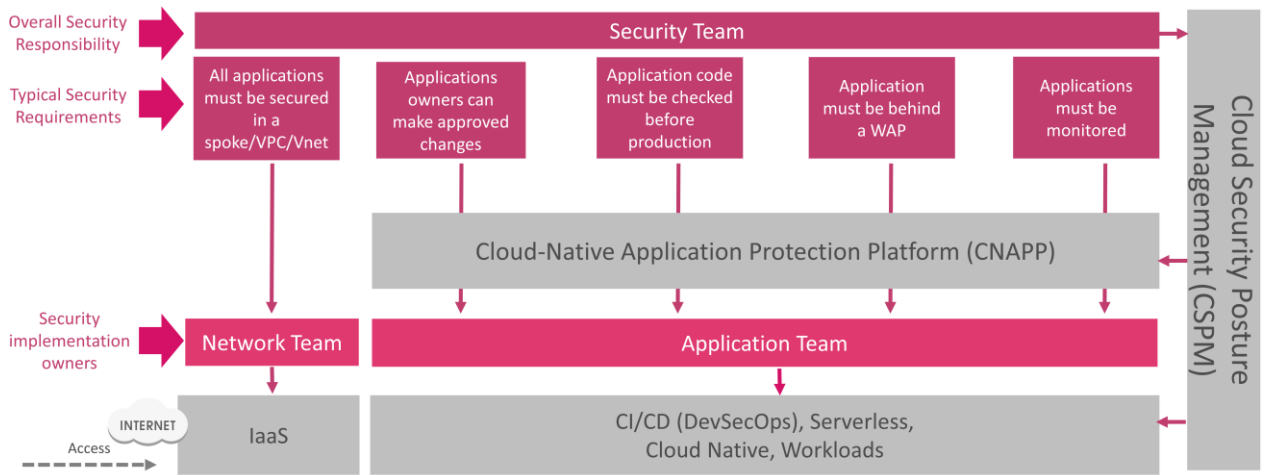 Overall Security
Responsibility
Security Team
Typical Security
Requirements
All applications
must be secured
in a
spoke/VPC/Vnet
Applications
owners can
make approved
changes
Application code
must be checked
before
production
Application
must be behind
a WAP
Applications
must be
monitored
Cloud Security Posture
Management (CSPM)
Cloud-Native Application Protection Platform (CNAPP)
Security
implementation
owners
Network Team
Application Team
INTERNET
Access
IaaS
CI/CD (DevSecOps), Serverless,
Cloud Native, Workloads